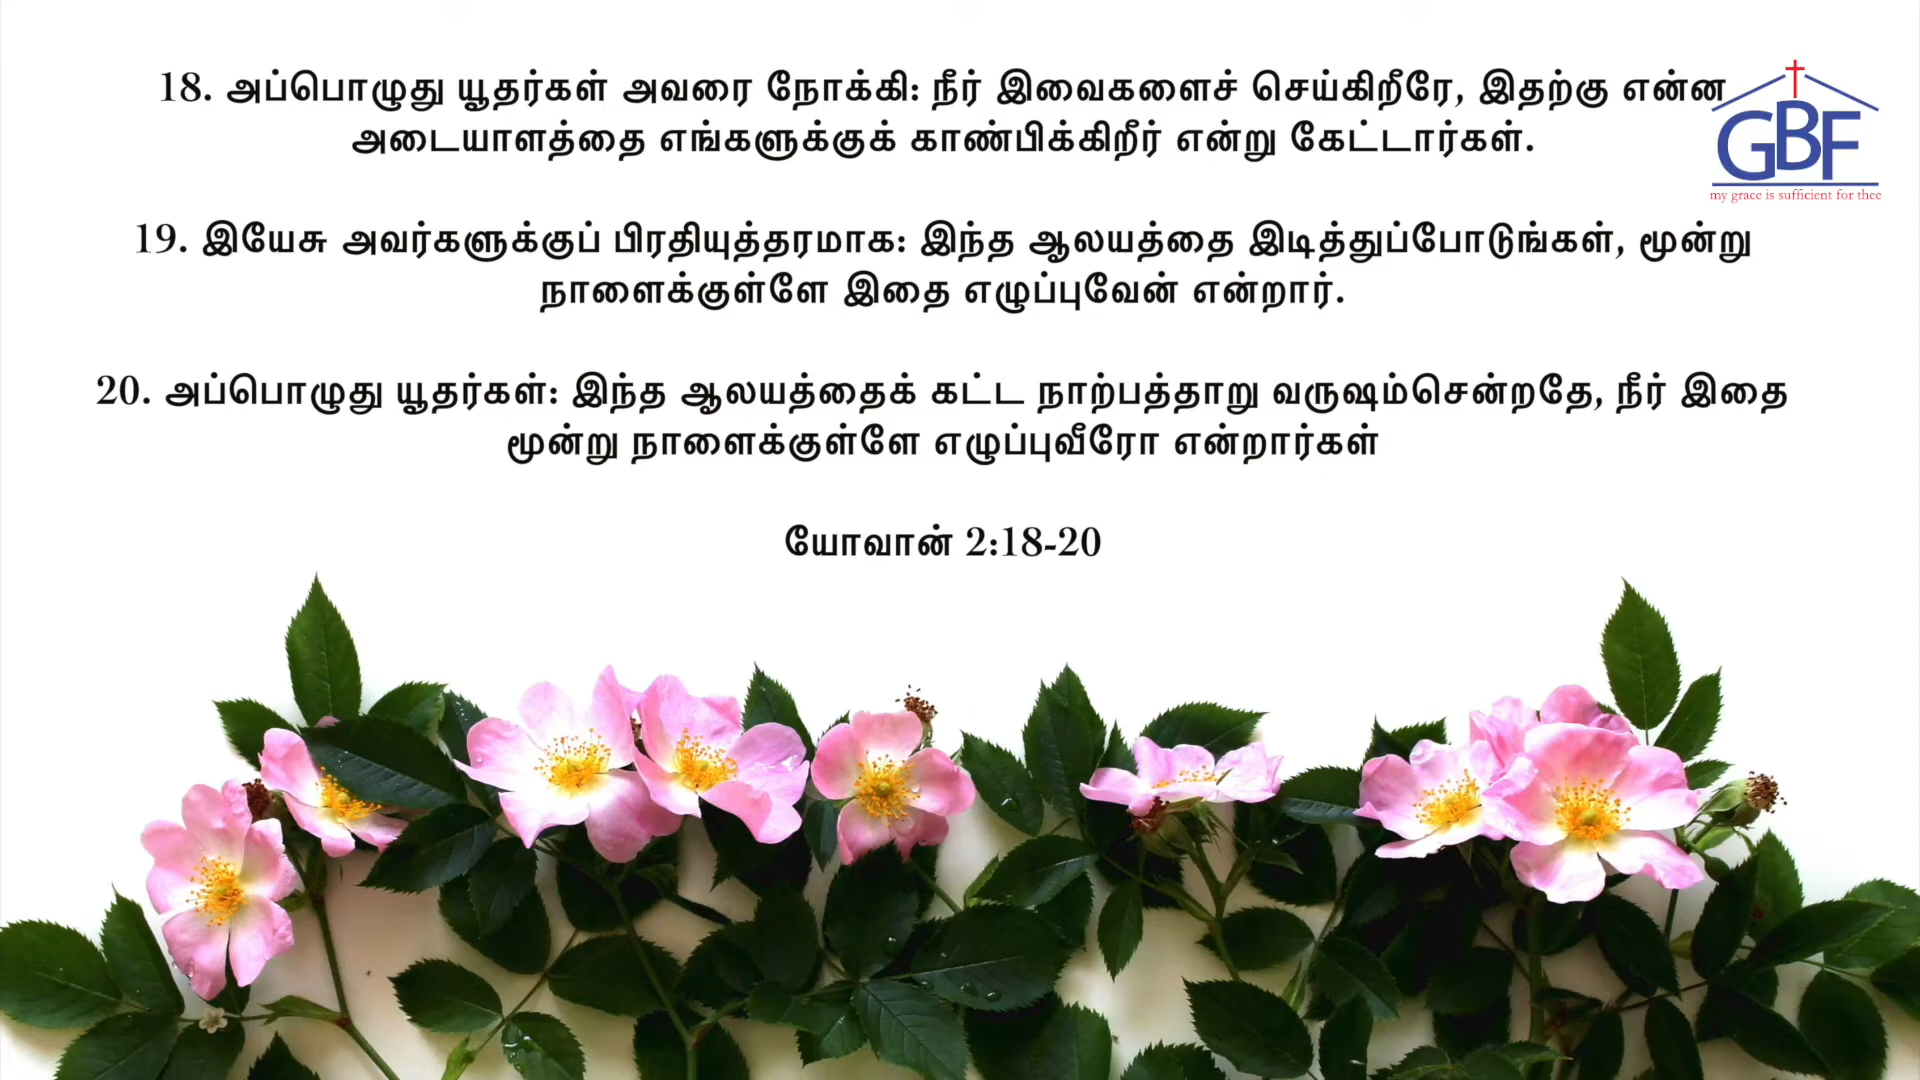 18. அப்பொழுது யூதர்கள் அவரை நோக்கி: நீர் இவைகளைச் செய்கிறீரே, இதற்கு என்ன
அடையாளத்தை எங்களுக்குக் காண்பிக்கிறீர் என்று கேட்டார்கள்.
19. இயேசு அவர்களுக்குப் பிரதியுத்தரமாக: இந்த ஆலயத்தை இடித்துப்போடுங்கள், மூன்று
நாளைக்குள்ளே இதை எழுப்புவேன் என்றார்.
20. அப்பொழுது யூதர்கள்: இந்த ஆலயத்தைக் கட்ட நாற்பத்தாறு வருஷம்சென்றதே, நீர் இதை
மூன்று நாளைக்குள்ளே எழுப்புவீரோ என்றார்கள்
யோவான் 2:18-20
GBF
my grace is sufficient for thee